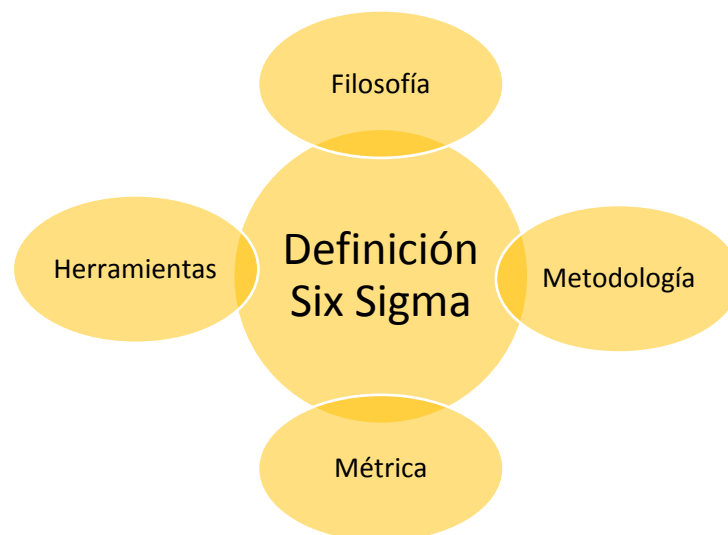 Filosofía
Definición
Six Sigma
Herramientas
Metodología
Métrica